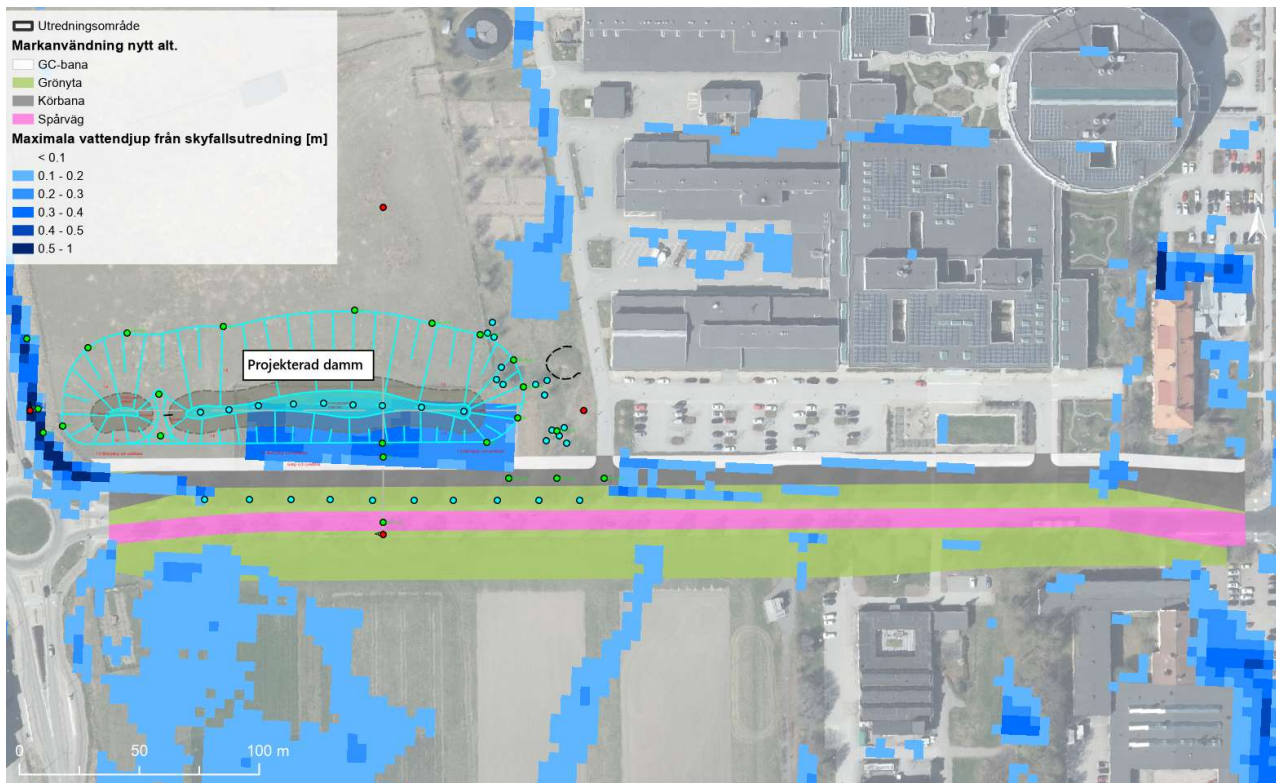 Utredningsområde
Markanvändning nytt alt.
GC-bana
Grönyta
Körbana
Spårväg
Maximala vattendjup från skyfallsutredning [m]
< 0.1
0.1 - 0.2
0.2 - 0.3
0.3 - 0.4
0.4 - 0.5
0.5 - 1
N
Projekterad damm
0 50 100 m